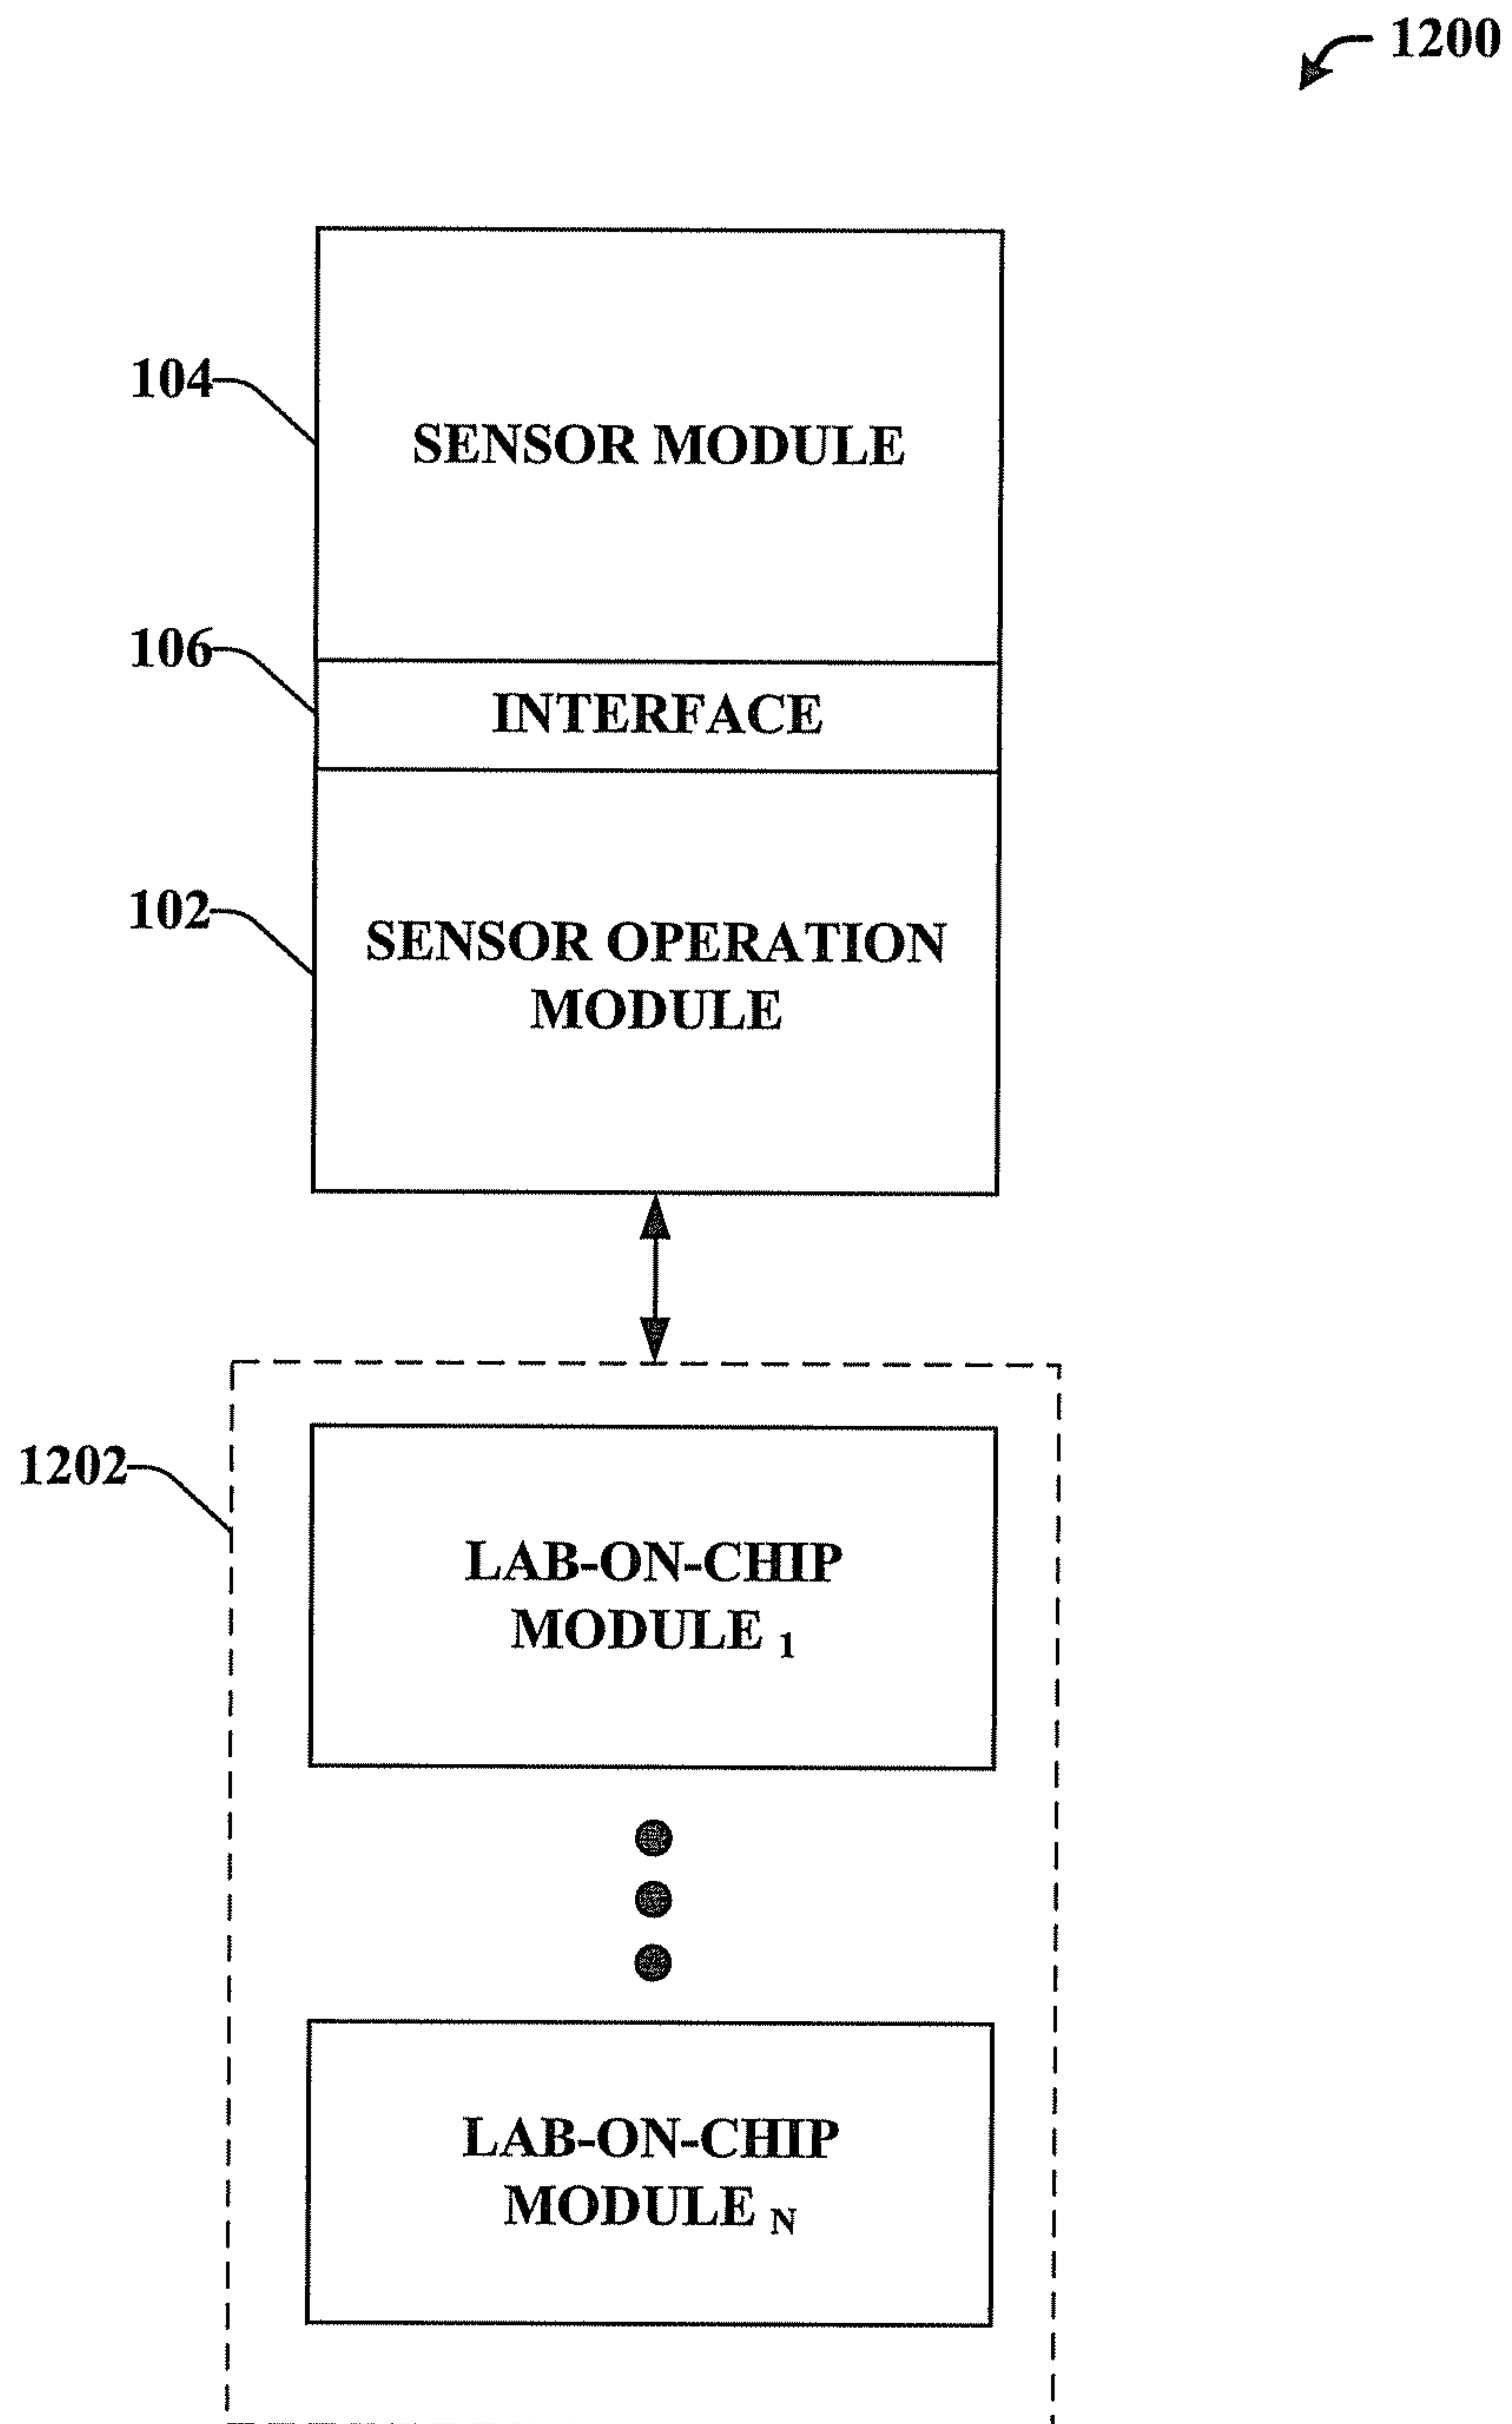 1200
104
SENSOR MODULE
106
INTERFACE
102
SENSOR OPERATION
MODULE
1202
LAB-ON-CHIP
MODULE 1
LAB-ON-CHIP
MODULE N